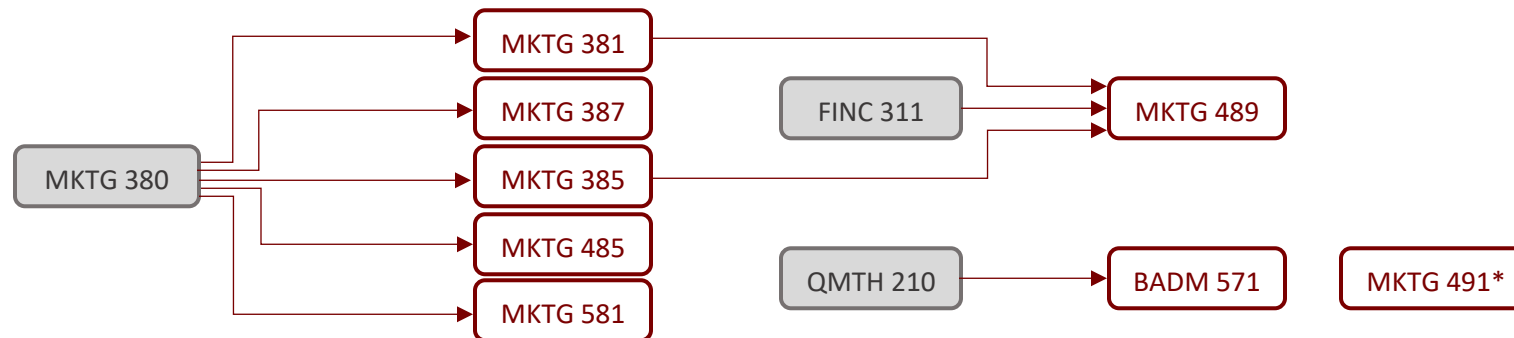 MKTG 381
MKTG 387
FINC 311
MKTG 489
MKTG 380
MKTG 385
MKTG 485
QMTH 210
BADM 571
MKTG 491*
MKTG 581